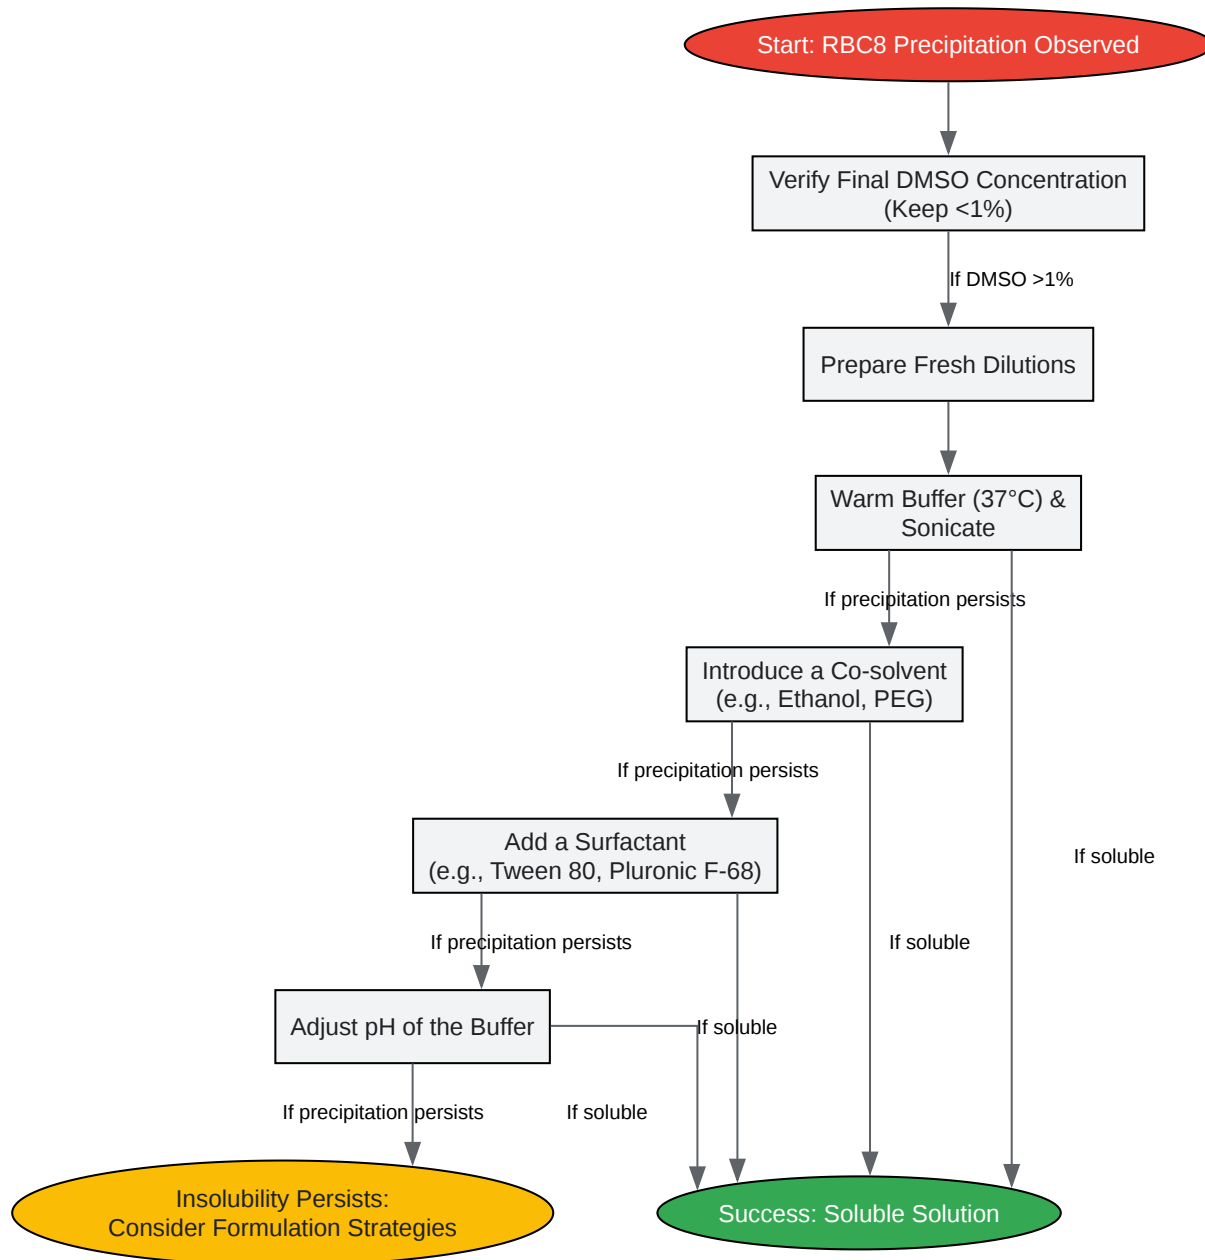 Start: RBC8 Precipitation Observed
Verify Final DMSO Concentration
(Keep <1%)
If DMSO >1%
Prepare Fresh Dilutions
Warm Buffer (37°C) &
Sonicate
If precipitation persists
Introduce a Co-solvent
(e.g., Ethanol, PEG)
If precipitation persists
Add a Surfactant
(e.g., Tween 80, Pluronic F-68)
If soluble
If precipitation persists
If soluble
Adjust pH of the Buffer
If soluble
If precipitation persists
If soluble
Insolubility Persists:
Consider Formulation Strategies
Success: Soluble Solution